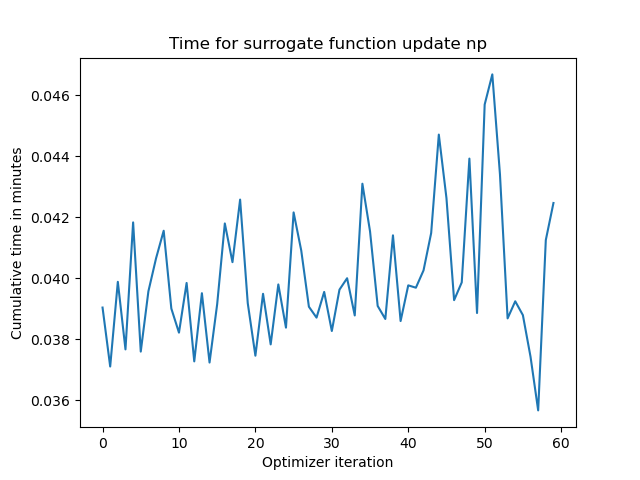 Time for surrogate function update np
Cumulative time in minutes
0.046
0.044
0.042
0.040
0.038
0.036
0 10 20 30 40 50 60
Optimizer iteration